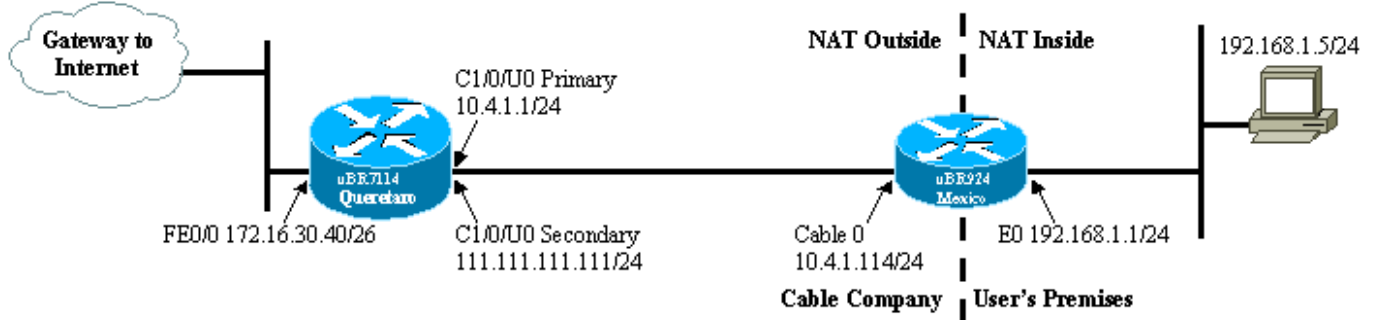 Gateway to
Internet
C1/0/U0 Primary
10.4.1.1/24
NAT Outside
NAT Inside
192.168.1.5/24
uBR7114
Queretaro
uBR924
Mexico
FE0/0 172.16.30.40/26
C1/0/U0 Secondary
111.111.111.111/24
Cable 0
10.4.1.114/24
E0 192.168.1.1/24
Cable Company
User's Premises